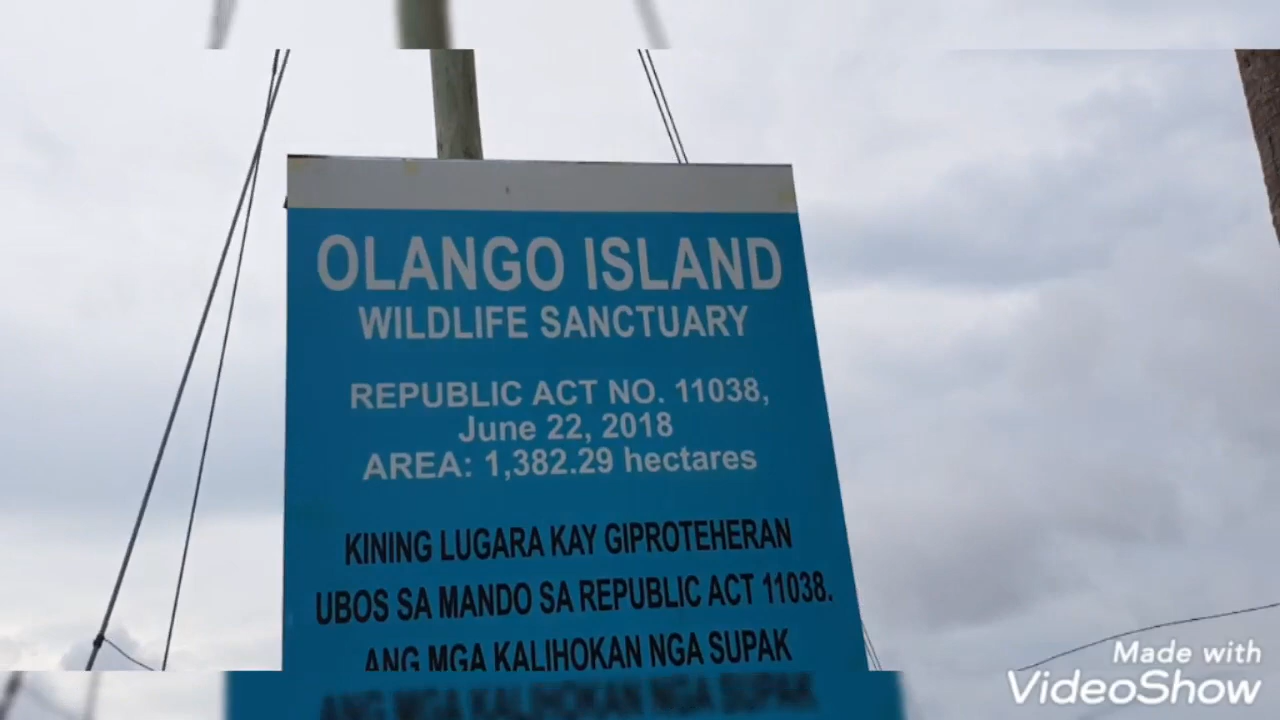 OLANGO ISLAND
WILDLIFE SANCTUARY
REPUBLIC ACT NO. 11038,
June 22, 2018
AREA: 1,382.29 hectares
KINING LUGARA KAY GIPROTEHERAN
UBOS SA MANDO SA REPUBLIC ACT 11038.
ANG MGA KALIHOKAN NGA SUPAK
Made with
VideoShow